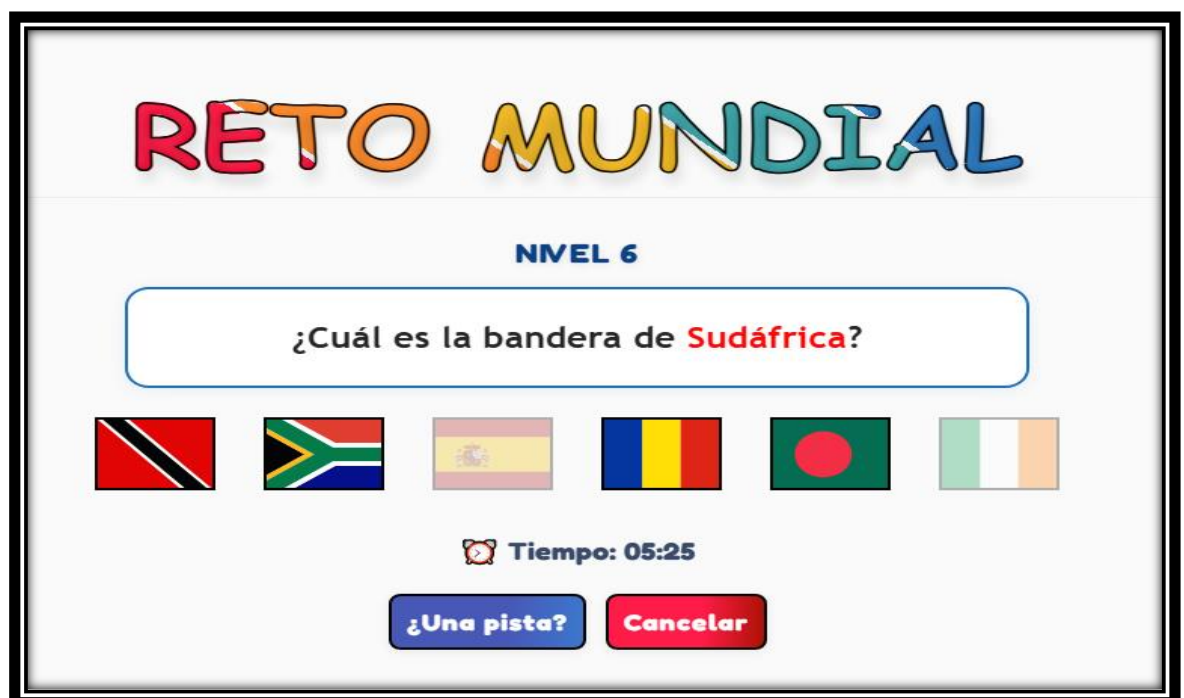 RETO MUNDIAL
NIVEL 6
¿Cuál es la bandera de Sudáfrica?
Tiempo: 05:25
¿Una pista?
Cancelar